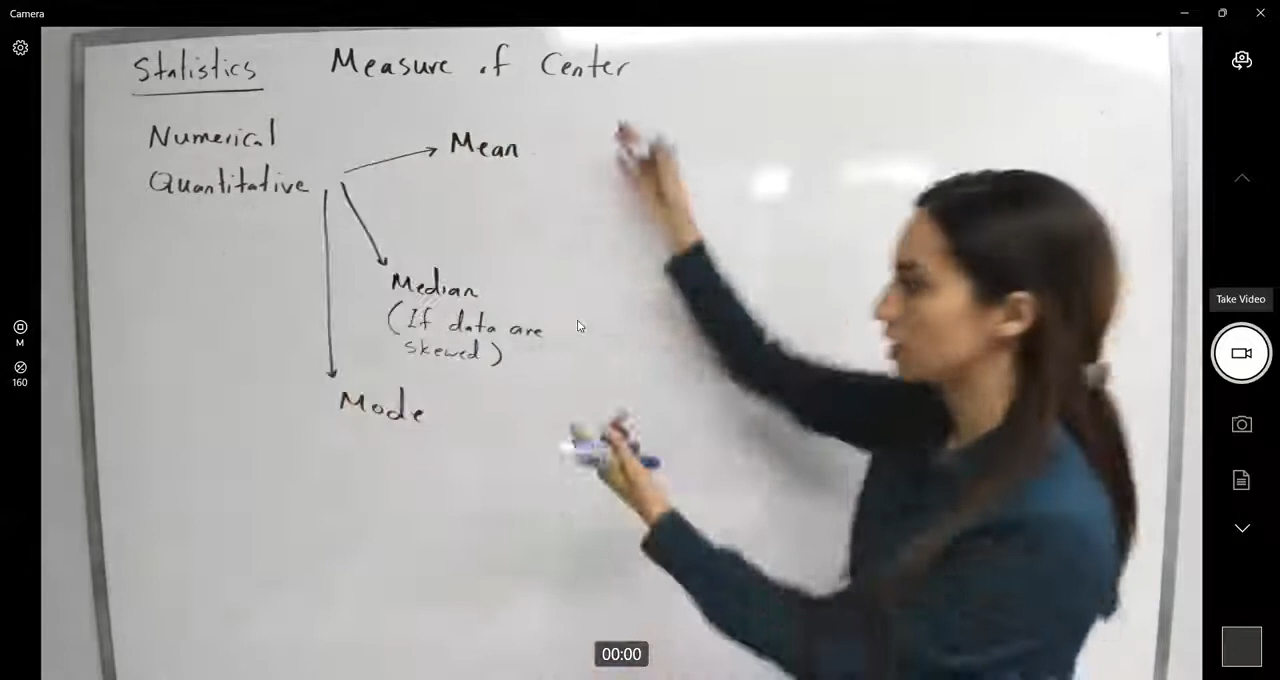 Camera
Statistics Measure of Center
Numerical
Quantitative
Mean
Median
(If data are
skewed)
Mode
Take Video
M
160
00:00